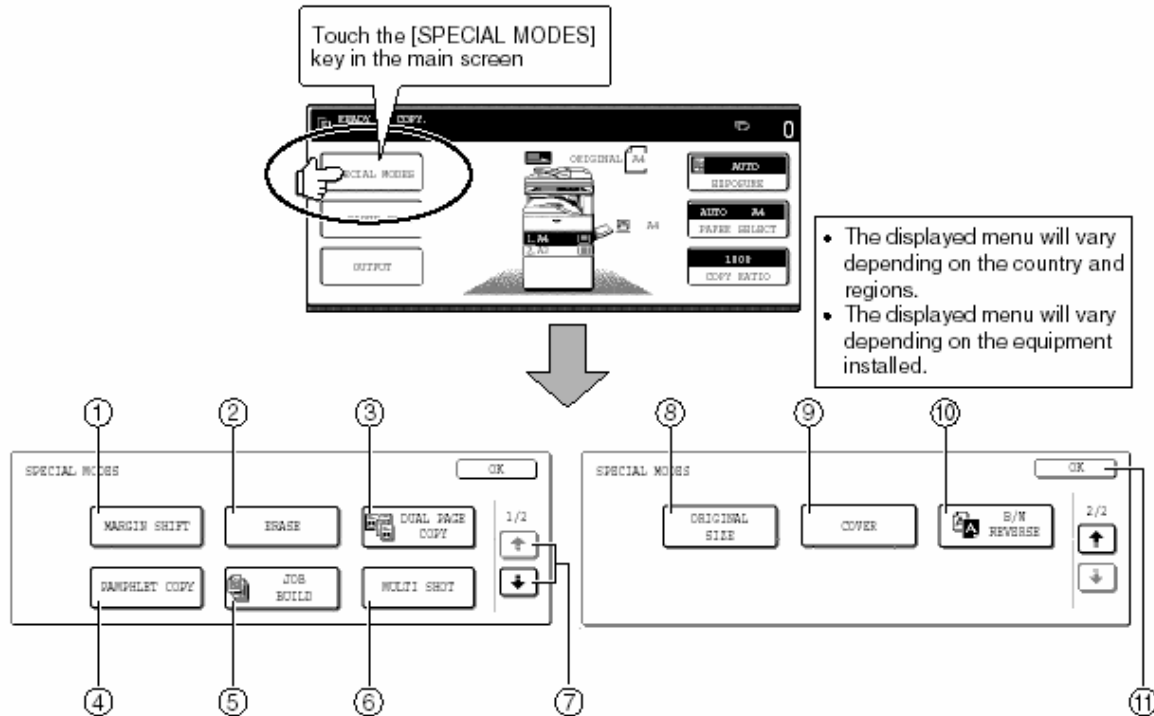 Touch the [SPECIAL MODES]
key in the main screen
READY COPY.
0
SPECIAL MODES
ORIGINAL A4
AUTO
EXPOSURE
AUTO A4
PAPER SELECT
A4
1. A4
2. A3
OUTPUT
100%
COPY RATIO
• The displayed menu will vary
depending on the country and
regions.
• The displayed menu will vary
depending on the equipment
installed.
① ② ③ ⑧ ⑨ ⑩
SPECIAL MODES OK
MARGIN SHIFT
ERASE
DUAL PAGE
COPY
1/2
PAMPHLET COPY
JOB
BUILD
MULTI SHOT
SPECIAL MODES OK
ORIGINAL
SIZE
COVER
B/W
REVERSE
2/2
④ ⑤ ⑥ ⑦ ⑪